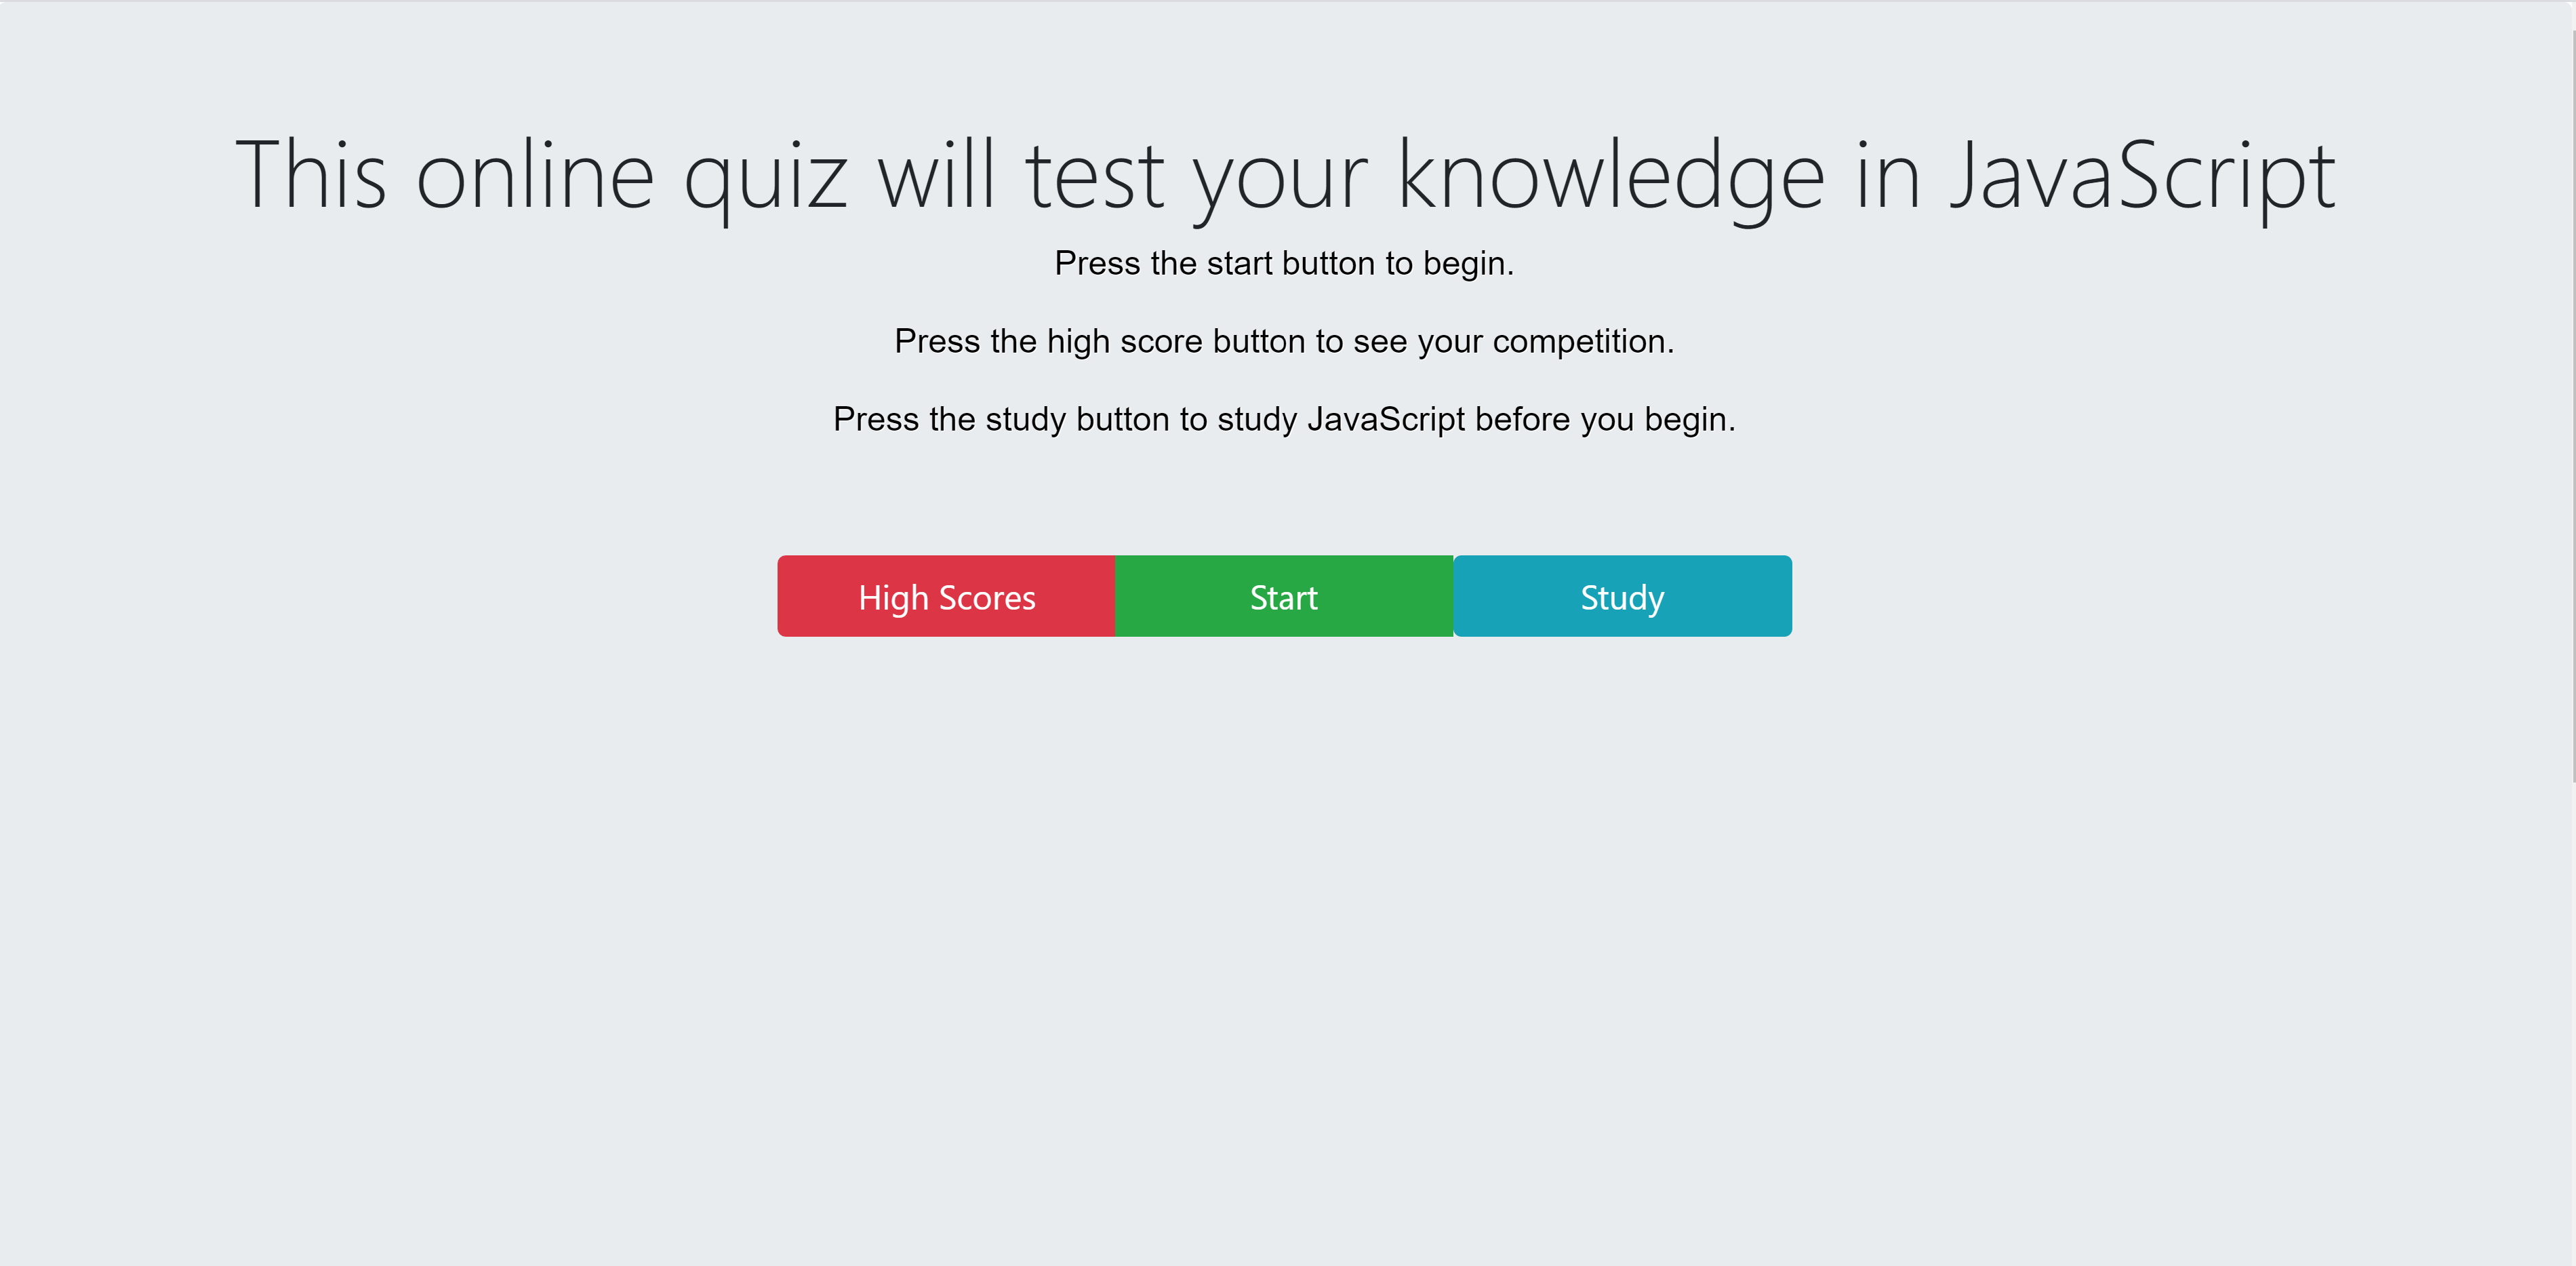 This online quiz will test your knowledge in JavaScript
Press the start button to begin.
Press the high score button to see your competition.
Press the study button to study JavaScript before you begin.
High Scores
Start
Study